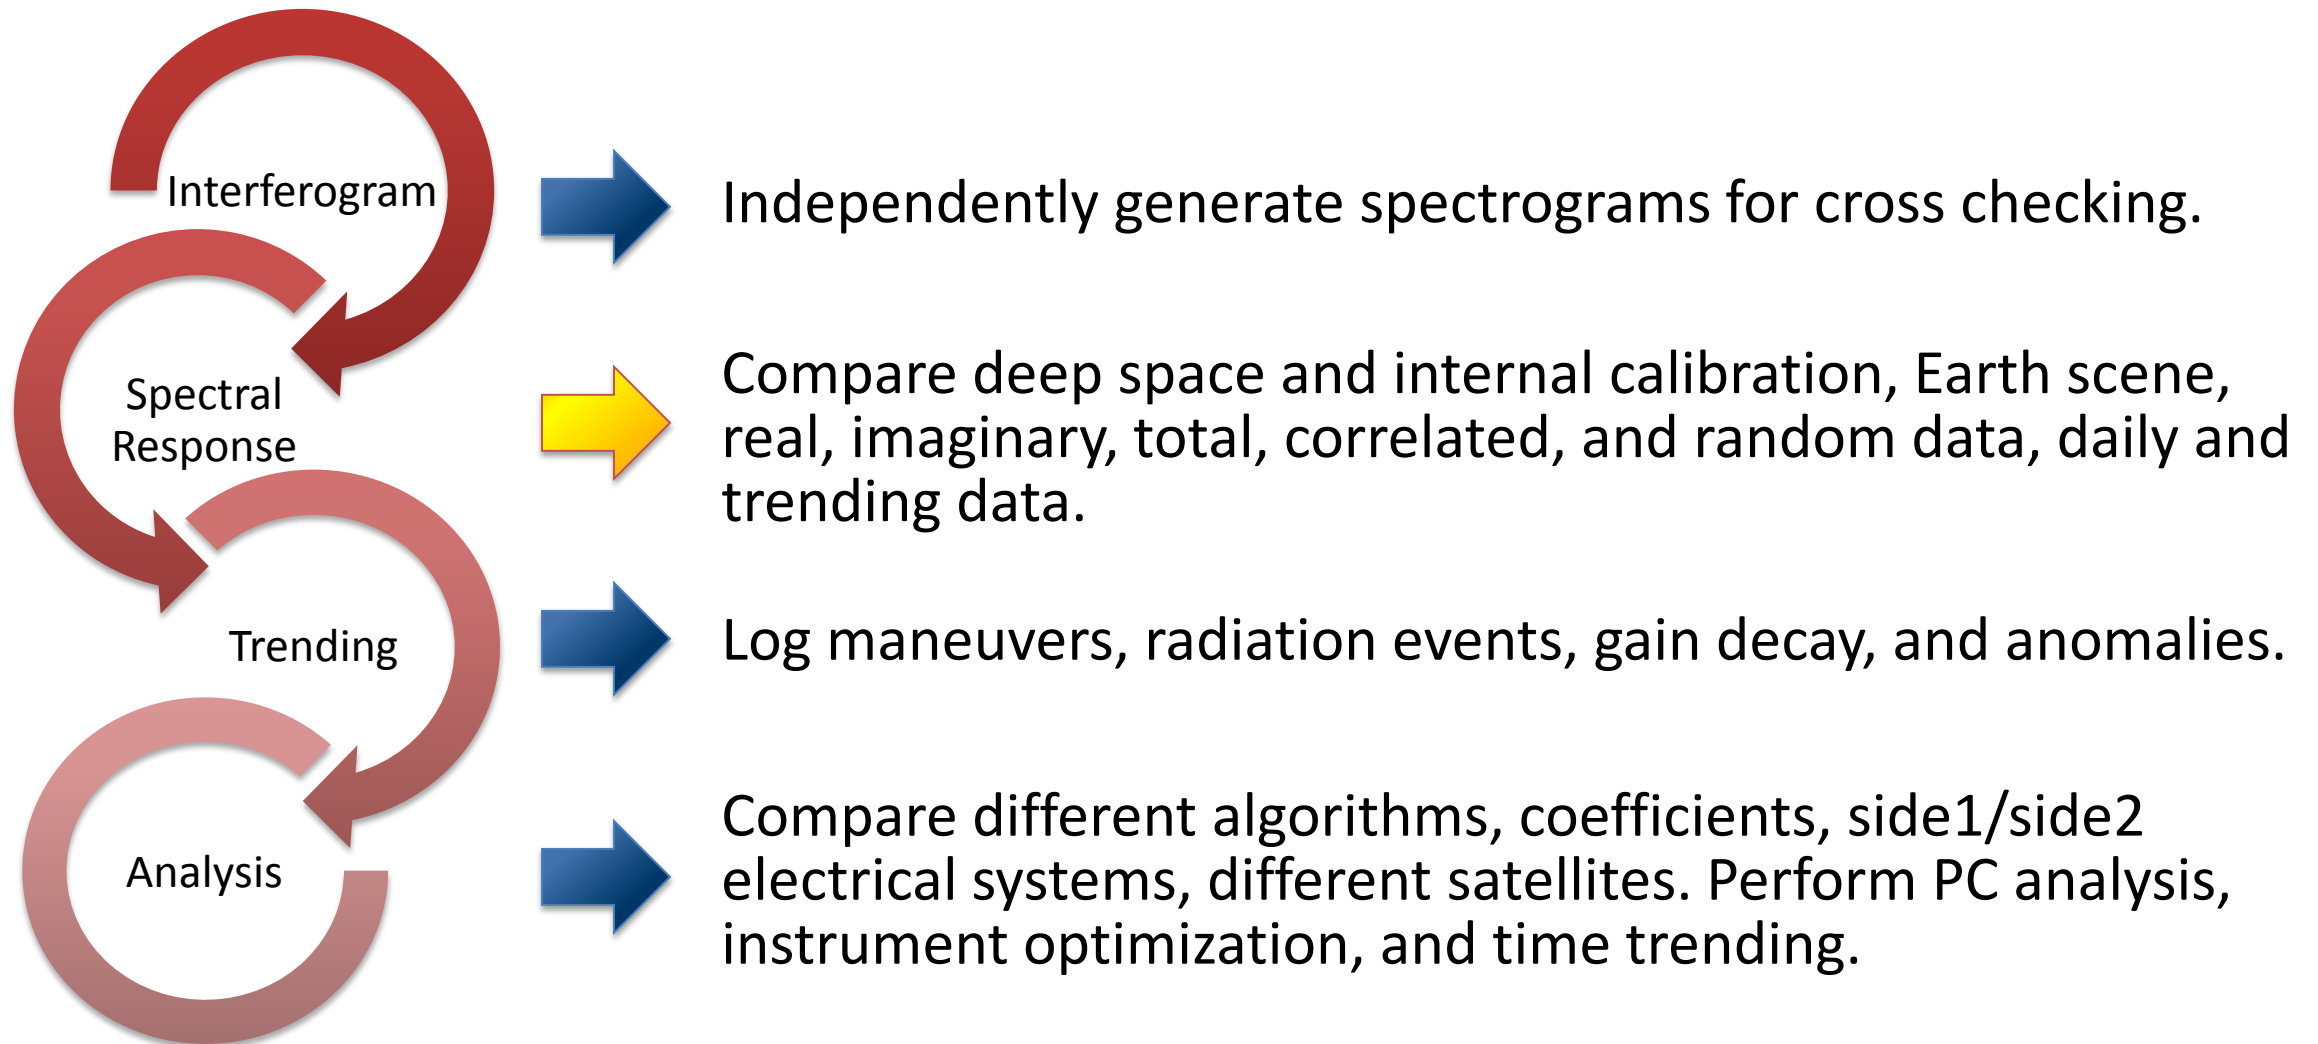 Interferogram
Independently generate spectrograms for cross checking.
Spectral
Response
Compare deep space and internal calibration, Earth scene,
real, imaginary, total, correlated, and random data, daily and
trending data.
Trending
Log maneuvers, radiation events, gain decay, and anomalies.
Analysis
Compare different algorithms, coefficients, side1/side2
electrical systems, different satellites. Perform PC analysis,
instrument optimization, and time trending.